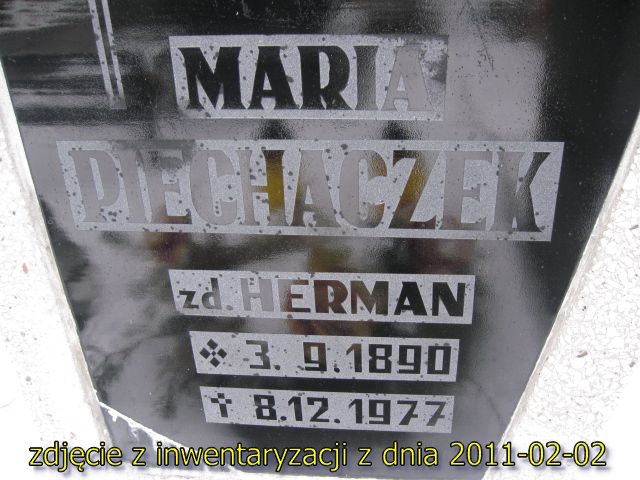 MARIA
PIECHACZEK
zd. HERMAN
3. 9. 1890
✝ 8.12.1977
zdjęcie z inwentaryzacji z dnia 2011-02-02